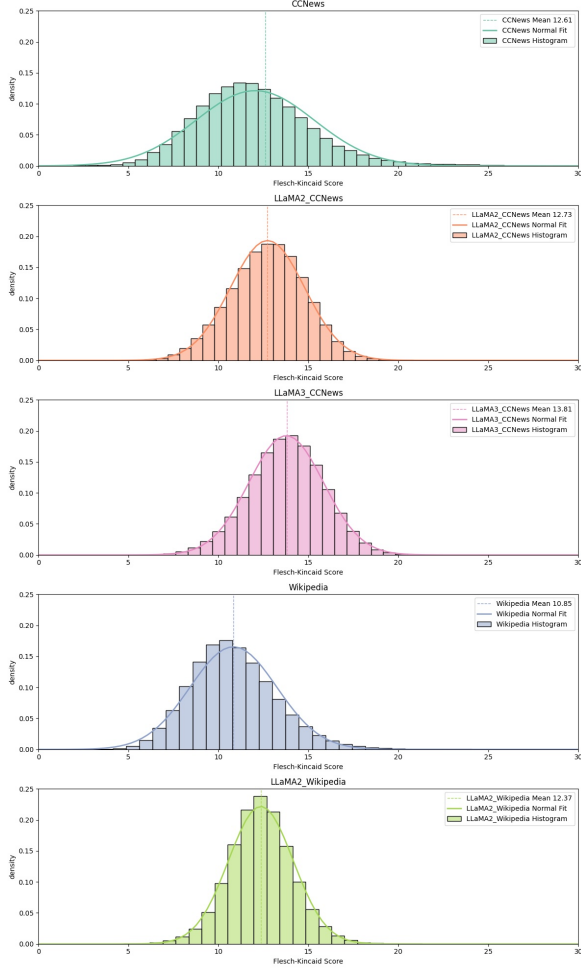 CCNews
0.25
0.20
0.15
0.10
0.05
0.00
density
CCNews Mean 12.61
CCNews Normal Fit
CCNews Histogram
0 5 10 15 20 25 30
Flesch-Kincaid Score
LLaMA2_CCNews
0.25
0.20
0.15
0.10
0.05
0.00
density
LLaMA2_CCNews Mean 12.73
LLaMA2_CCNews Normal Fit
LLaMA2_CCNews Histogram
0 5 10 15 20 25 30
Flesch-Kincaid Score
LLaMA3_CCNews
0.25
0.20
0.15
0.10
0.05
0.00
density
LLaMA3_CCNews Mean 13.81
LLaMA3_CCNews Normal Fit
LLaMA3_CCNews Histogram
0 5 10 15 20 25 30
Flesch-Kincaid Score
Wikipedia
0.25
0.20
0.15
0.10
0.05
0.00
density
Wikipedia Mean 10.85
Wikipedia Normal Fit
Wikipedia Histogram
0 5 10 15 20 25 30
Flesch-Kincaid Score
LLaMA2_Wikipedia
0.25
0.20
0.15
0.10
0.05
0.00
density
LLaMA2_Wikipedia Mean 12.37
LLaMA2_Wikipedia Normal Fit
LLaMA2_Wikipedia Histogram
0 5 10 15 20 25 30
Flesch-Kincaid Score